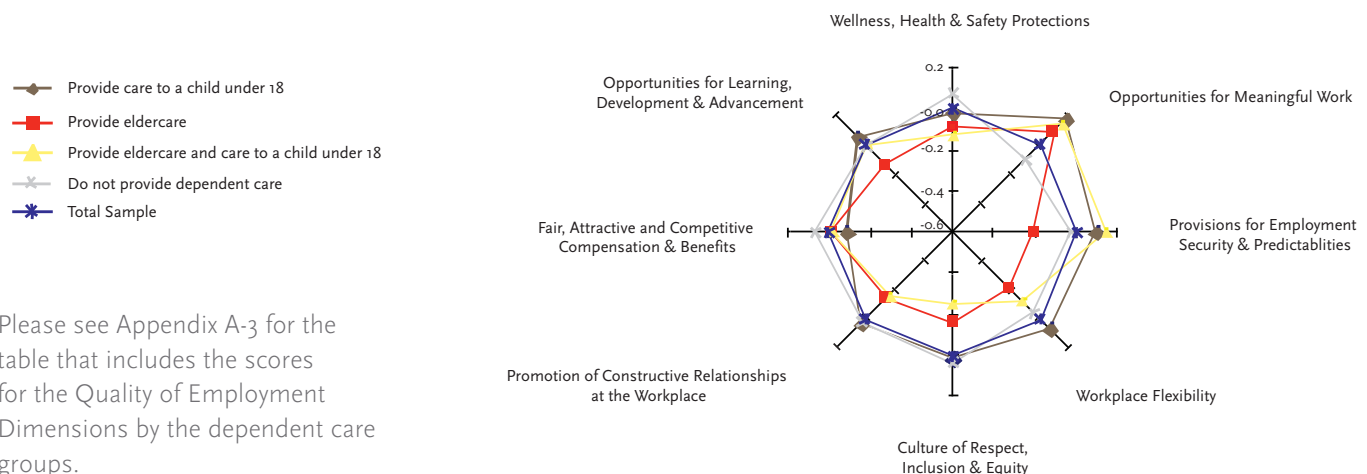 Wellness, Health & Safety Protections
Provide care to a child under 18
Provide eldercare
Provide eldercare and care to a child under 18
Do not provide dependent care
Total Sample
Please see Appendix A-3 for the
table that includes the scores
for the Quality of Employment
Dimensions by the dependent care
groups.
0.2
-0.0
-0.2
-0.4
-0.6
Opportunities for Learning,
Development & Advancement
Opportunities for Meaningful Work
Fair, Attractive and Competitive
Compensation & Benefits
Provisions for Employment
Security & Predictablities
Promotion of Constructive Relationships
at the Workplace
Workplace Flexibility
Culture of Respect,
Inclusion & Equity